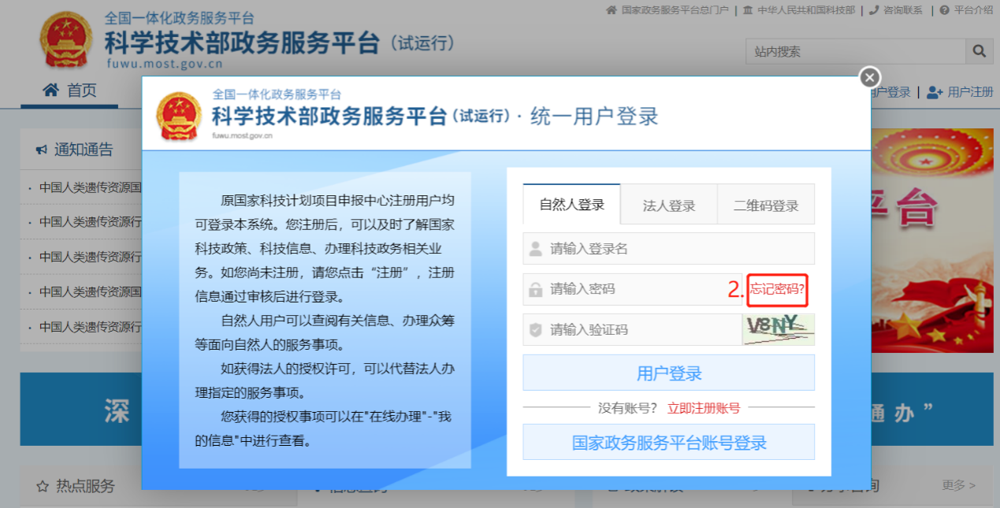 全国一体化政务服务平台
科学技术部政务服务平台（试运行）
fuwu.most.gov.cn
国家政务服务平台总门户 | 中华人民共和国科技部 | 咨询联系 | 平台介绍
站内搜索
首页
户登录 | 用户注册
通知通告
· 中国人类遗传资源国
· 中国人类遗传资源行
· 中国人类遗传资源行
· 中国人类遗传资源国
· 中国人类遗传资源行
平台
深
通办”
热点服务
更多 >
全国一体化政务服务平台
科学技术部政务服务平台(试运行) · 统一用户登录
fuwu.most.gov.cn
原国家科技计划项目申报中心注册用户均
可登录本系统。您注册后，可以及时了解国家
科技政策、科技信息、办理科技政务相关业
务。如您尚未注册，请您点击“注册”，注册
信息通过审核后进行登录。
自然人用户可以查阅有关信息、办理众筹
等面向自然人的服务事项。
如获得法人的授权许可，可以代替法人办
理指定的服务事项。
您获得的授权事项可以在"在线办理"-"我
的信息"中进行查看。
自然人登录 法人登录 二维码登录
请输入登录名
请输入密码 2. 忘记密码?
请输入验证码 V8NY
用户登录
没有账号？ 立即注册账号
国家政务服务平台账号登录